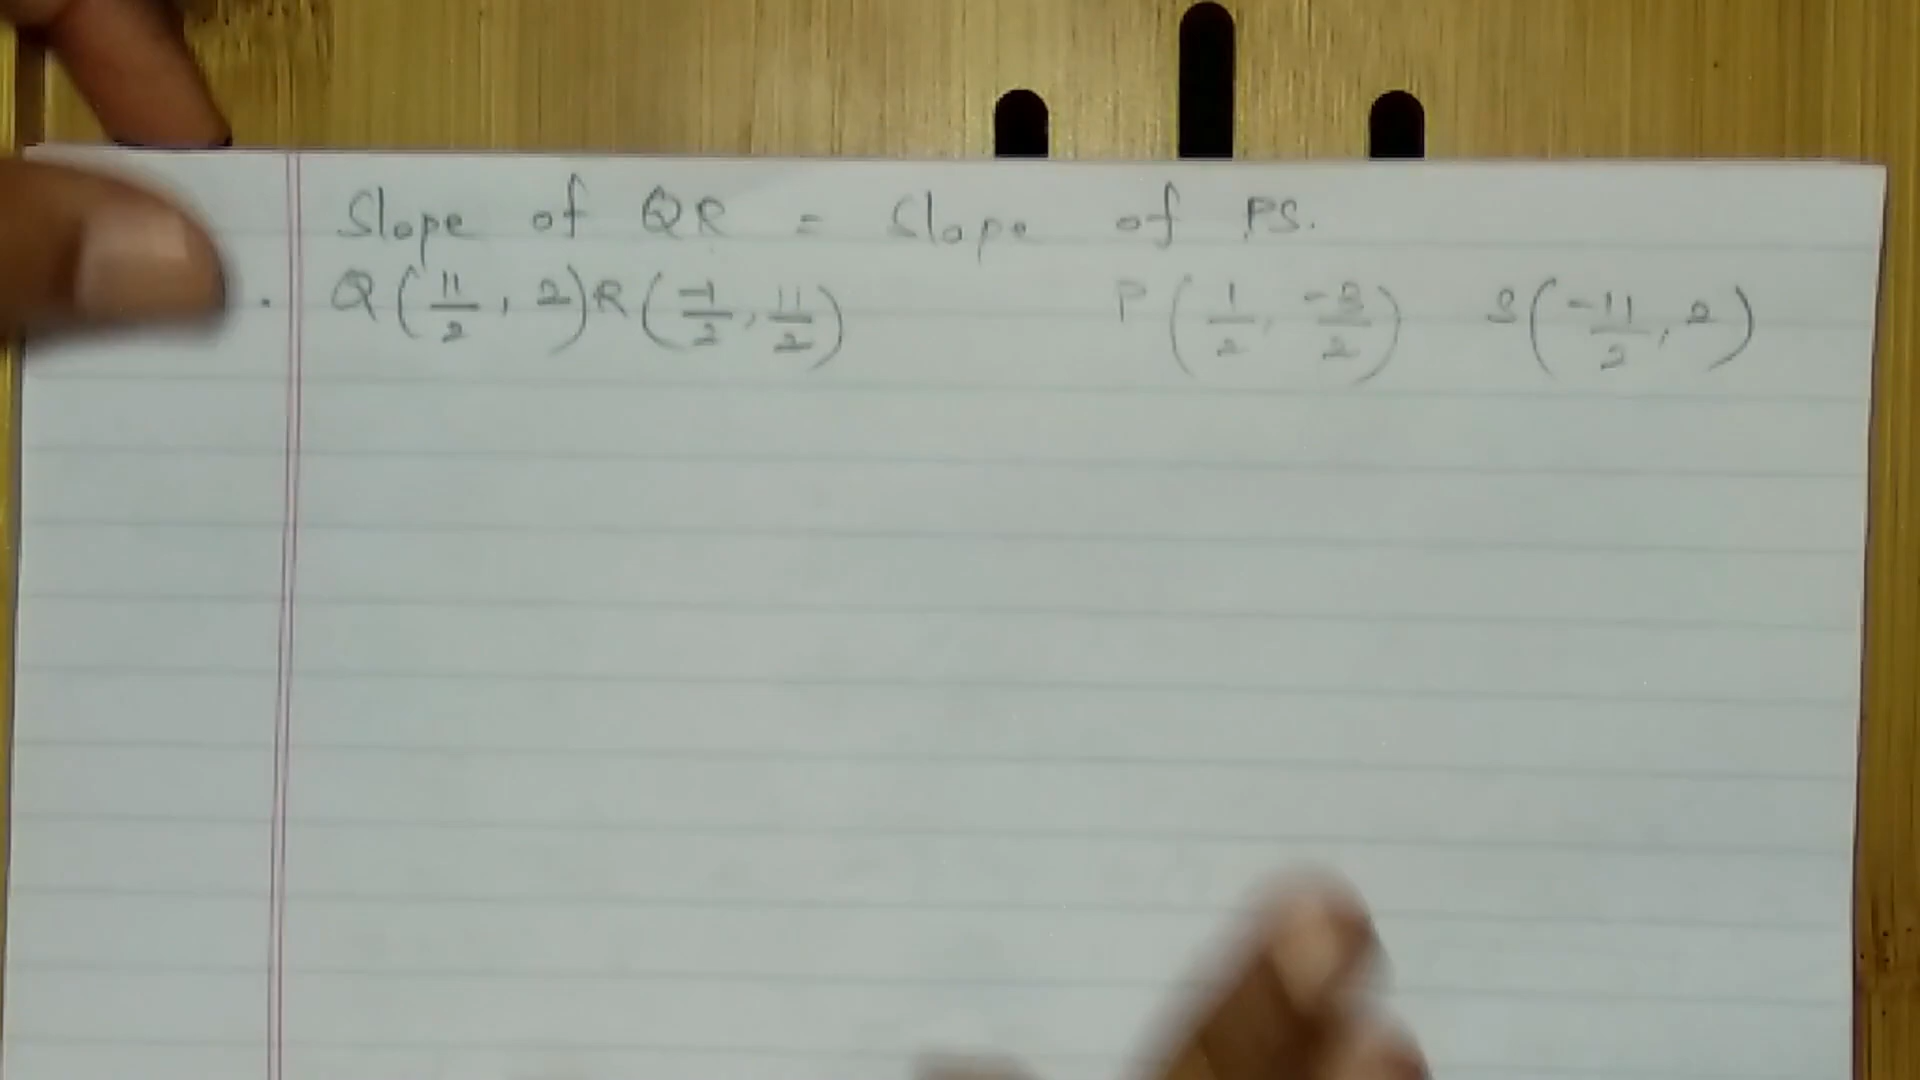 Slope of QR = Slope of PS.
Q(11/2, 2) R(-1/2, 11/2) P(1/2, -3/2) S(-11/2, 2)